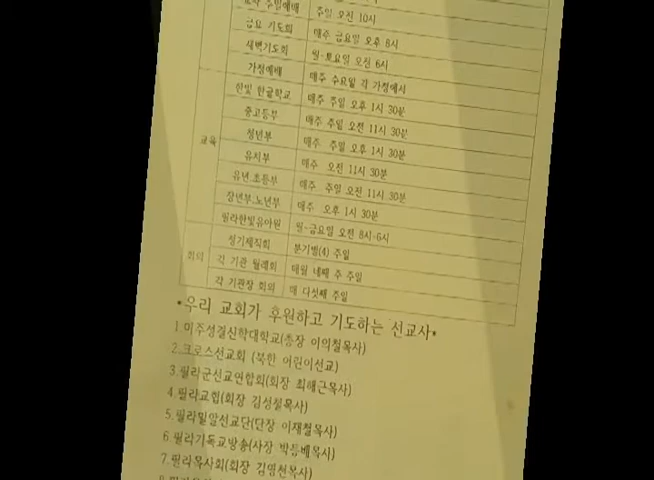 주일 오전 10시
금요 기도회 매주 금요일 오후 8시
새벽기도회 월-토요일 오전 6시
가정예배 매주 수요일 각 가정에서
한빛 한글학교 매주 주일 오후 1시 30분
중고등부 매주 주일 오전 11시 30분
교육 청년부 매주 주일 오후 1시 30분
유치부 매주 오전 11시 30분
유년.초등부 매주 주일 오전 11시 30분
장년부.노년부 매주 오후 1시 30분
필라한빛유아원 월-금요일 오전 8시-6시
정기제직회 분기별(4) 주일
회의 각 기관 월례회 매월 네째 주 주일
각 기관장 회의 매 다섯째 주일
*우리 교회가 후원하고 기도하는 선교사*
1.미주성결신학대학교(총장 이의철목사)
2.크로스선교회 (북한 어린이선교)
3.필라군선교연합회(회장 최해근목사)
4.필라교협(회장 김성철목사)
5.필라밀알선교단(단장 이재철목사)
6.필라기독교방송(사장 박등배목사)
7.필라목사회(회장 김영천목사)